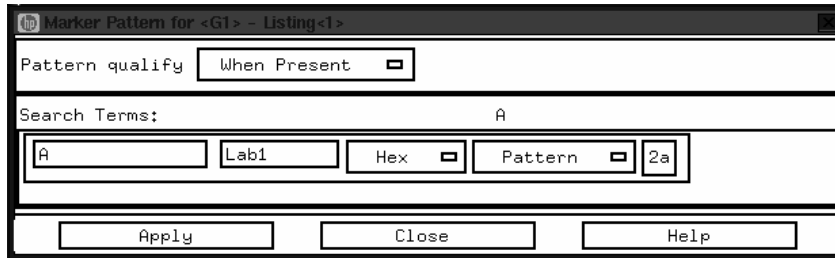 hp Marker Pattern for <G1> - Listing<1>
Pattern qualify When Present
Search Terms: A
A Lab1 Hex Pattern 2a
Apply Close Help